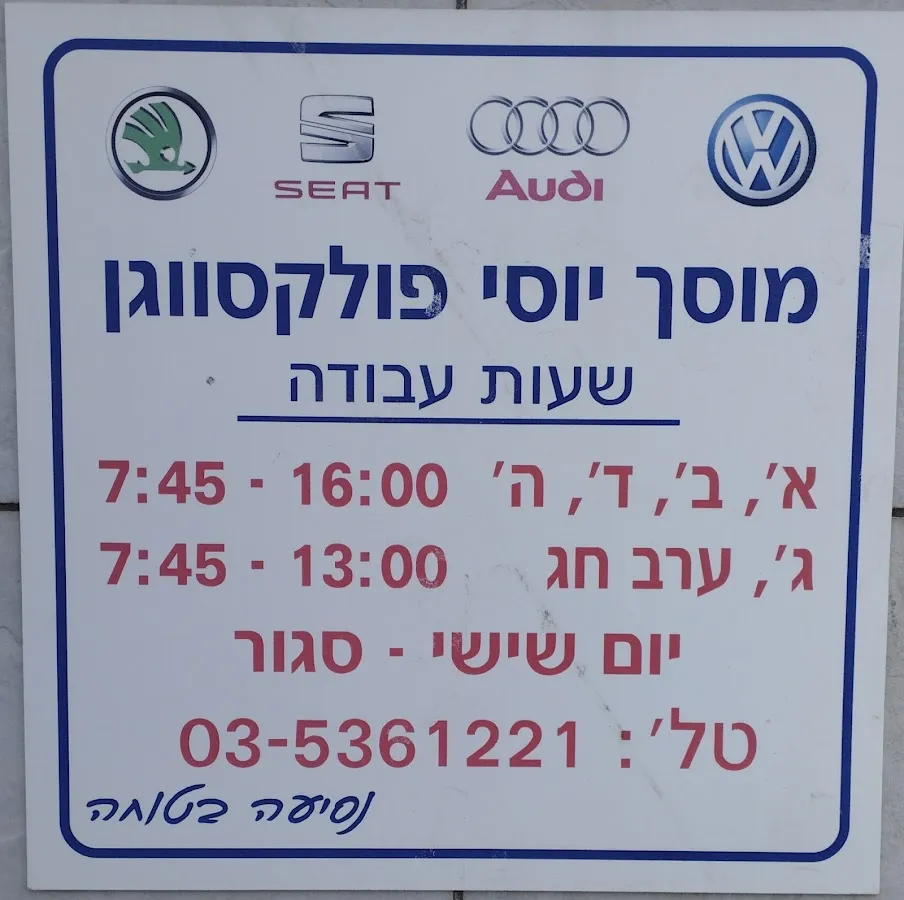 SEAT Audi
מוסך יוסי פולקסווגן
שעות עבודה
א', ב', ד', ה' 7:45 - 16:00
ג', ערב חג 7:45 - 13:00
יום שישי - סגור
טל': 03-5361221
נסיעה בטוחה